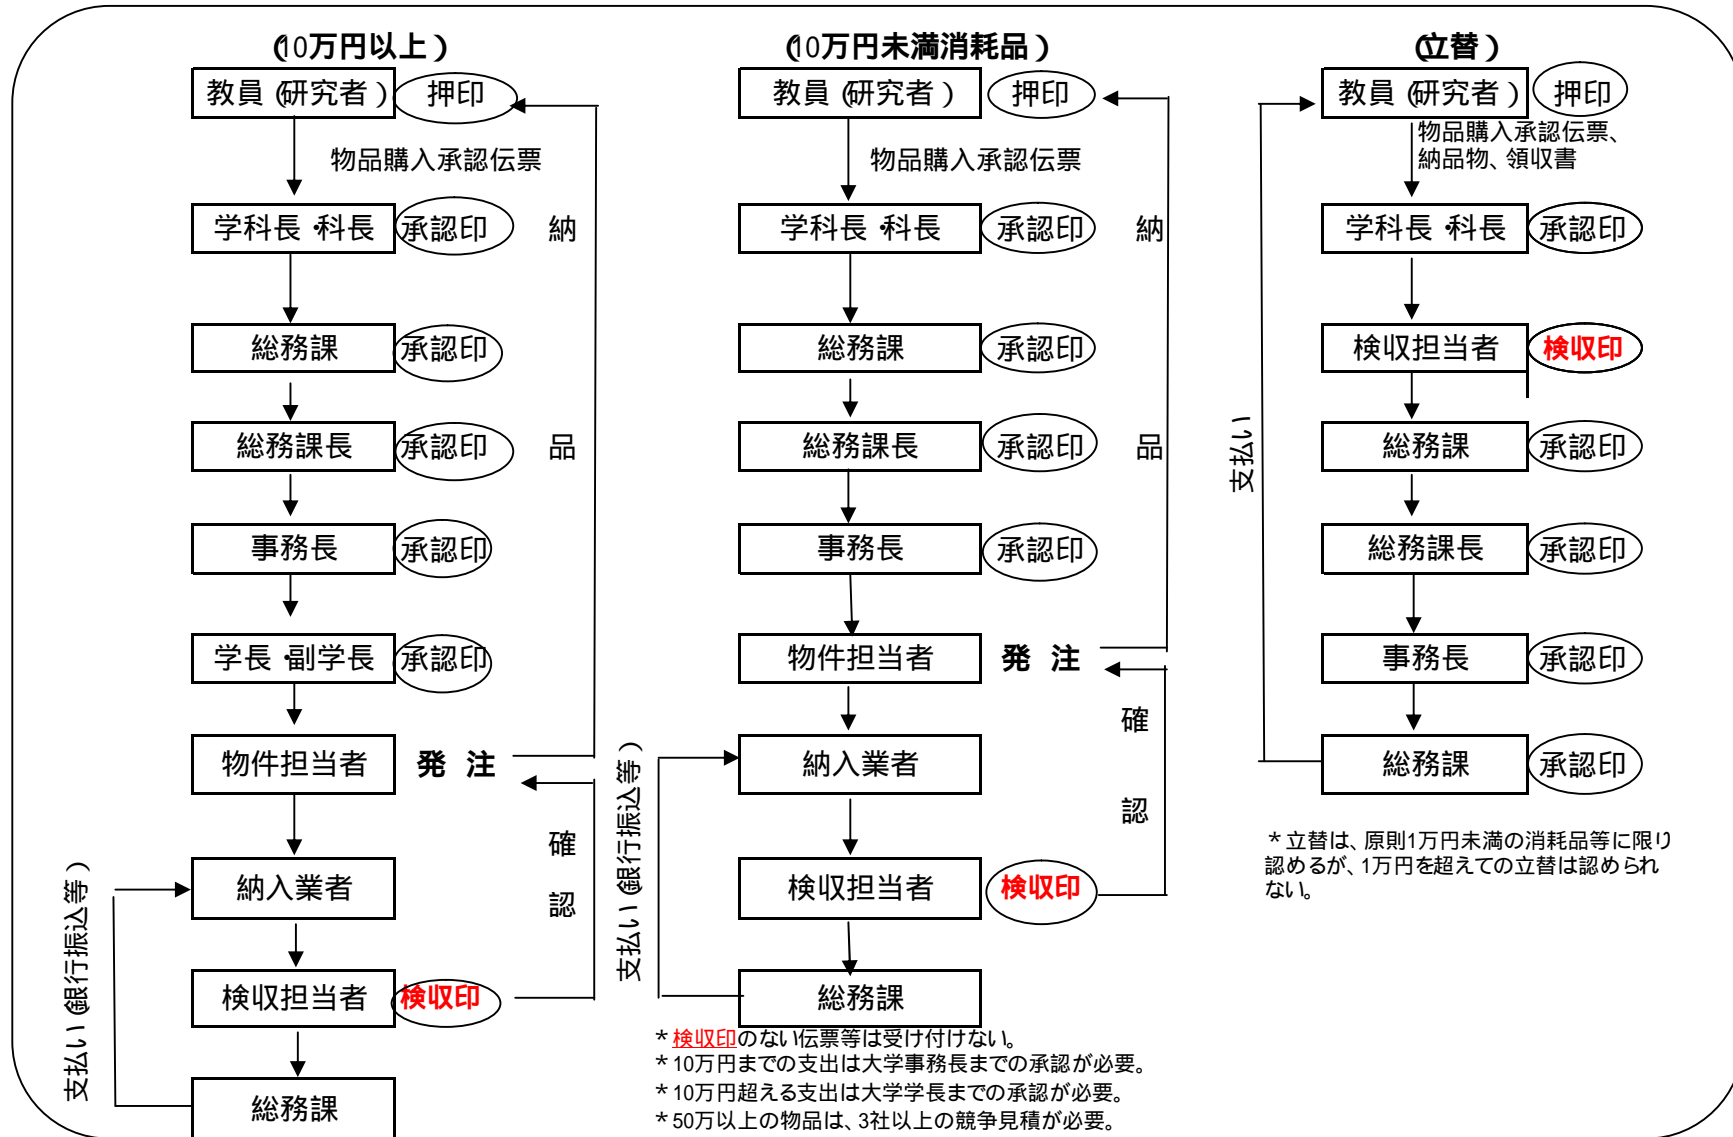 (10万円以上)
教員(研究者)
押印
物品購入承認伝票
学科長・科長
承認印
納
総務課
承認印
総務課長
承認印
品
事務長
承認印
学長・副学長
承認印
物件担当者
発 注
確
認
納入業者
検収担当者
検収印
総務課
支払い(銀行振込等)
(10万円未満消耗品)
教員(研究者)
押印
物品購入承認伝票
学科長・科長
承認印
納
総務課
承認印
総務課長
承認印
品
事務長
承認印
物件担当者
発 注
確
認
納入業者
検収担当者
検収印
総務課
支払い(銀行振込等)
*検収印のない伝票等は受け付けない。
*10万円までの支出は大学事務長までの承認が必要。
*10万円超える支出は大学学長までの承認が必要。
*50万以上の物品は、3社以上の競争見積が必要。
(立替)
教員(研究者)
押印
物品購入承認伝票、
納品物、領収書
学科長・科長
承認印
検収担当者
検収印
総務課
承認印
総務課長
承認印
事務長
承認印
総務課
承認印
支払い
*立替は、原則1万円未満の消耗品等に限り
認めるが、1万円を超えての立替は認められ
ない。